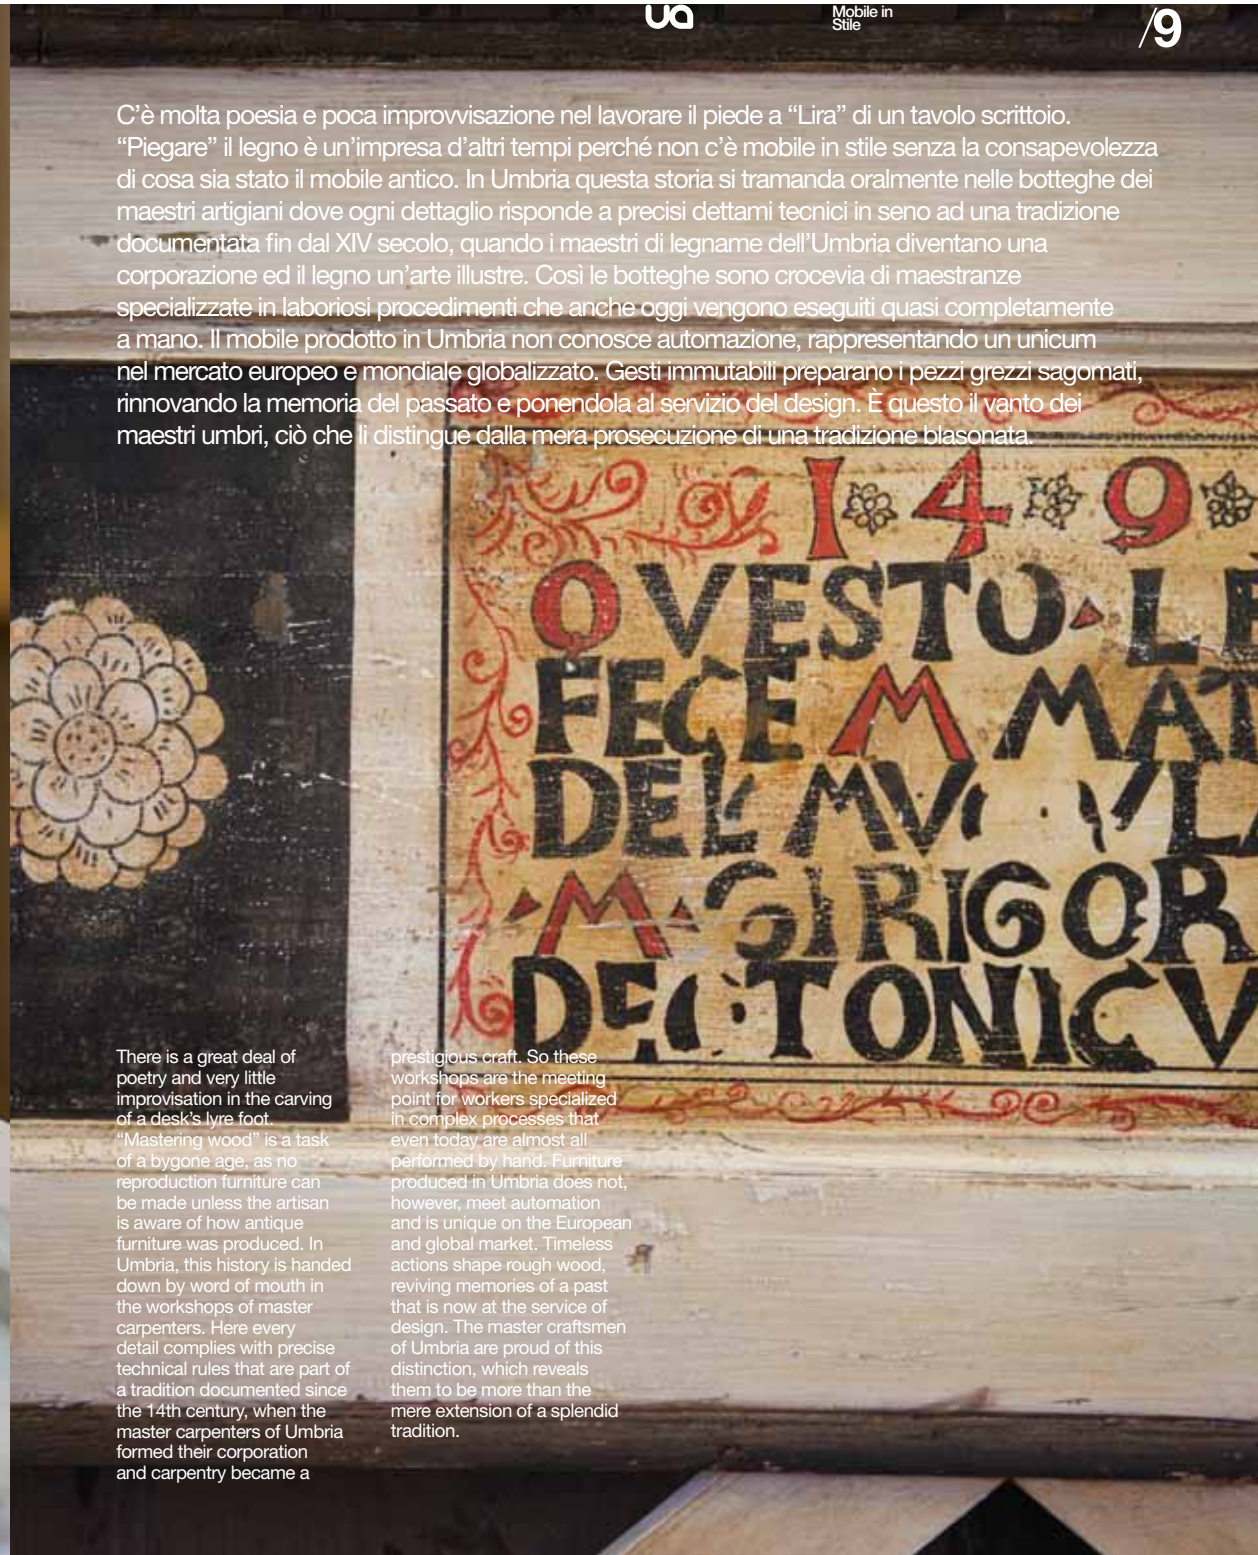 ua
Mobile in
Stile
/9
C’è molta poesia e poca improvvisazione nel lavorare il piede a “Lira” di un tavolo scrittoio.
“Piegare” il legno è un’impresa d’altri tempi perché non c’è mobile in stile senza la consapevolezza
di cosa sia stato il mobile antico. In Umbria questa storia si tramanda oralmente nelle botteghe dei
maestri artigiani dove ogni dettaglio risponde a precisi dettami tecnici in seno ad una tradizione
documentata fin dal XIV secolo, quando i maestri di legname dell’Umbria diventano una
corporazione ed il legno un’arte illustre. Così le botteghe sono crocevia di maestranze
specializzate in laboriosi procedimenti che anche oggi vengono eseguiti quasi completamente
a mano. Il mobile prodotto in Umbria non conosce automazione, rappresentando un unicum
nel mercato europeo e mondiale globalizzato. Gesti immutabili preparano i pezzi grezzi sagomati,
rinnovando la memoria del passato e ponendola al servizio del design. È questo il vanto dei
maestri umbri, ciò che li distingue dalla mera prosecuzione di una tradizione blasonata.
1 4 9
QVESTO LE
FECE M MAT
DEL
M GIRIGOR
TONICV
There is a great deal of
poetry and very little
improvisation in the carving
of a desk’s lyre foot.
“Mastering wood” is a task
of a bygone age, as no
reproduction furniture can
be made unless the artisan
is aware of how antique
furniture was produced. In
Umbria, this history is handed
down by word of mouth in
the workshops of master
carpenters. Here every
detail complies with precise
technical rules that are part of
a tradition documented since
the 14th century, when the
master carpenters of Umbria
formed their corporation
and carpentry became a
prestigious craft. So these
workshops are the meeting
point for workers specialized
in complex processes that
even today are almost all
performed by hand. Furniture
produced in Umbria does not,
however, meet automation
and is unique on the European
and global market. Timeless
actions shape rough wood,
reviving memories of a past
that is now at the service of
design. The master craftsmen
of Umbria are proud of this
distinction, which reveals
them to be more than the
mere extension of a splendid
tradition.